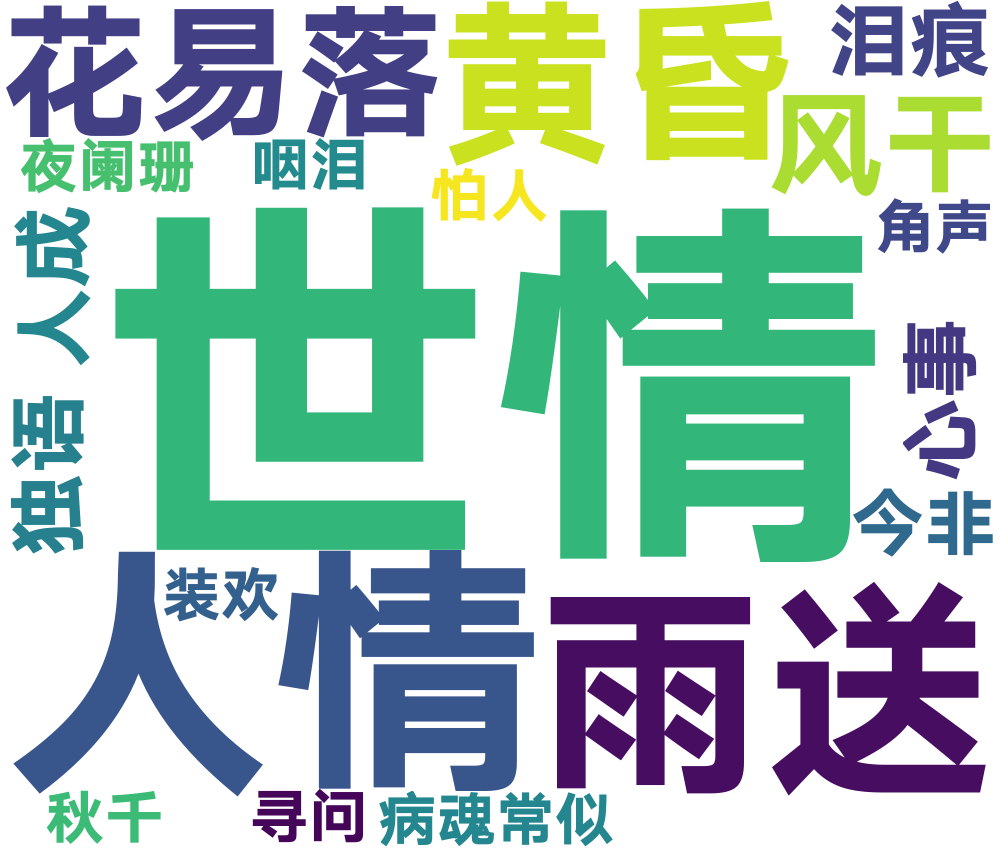 花易落
黄昏
泪痕
风干
夜阑珊
咽泪
怕人
角声
人成
世情
心事
独语
今非
人情
装欢
雨送
秋千
寻问
病魂常似